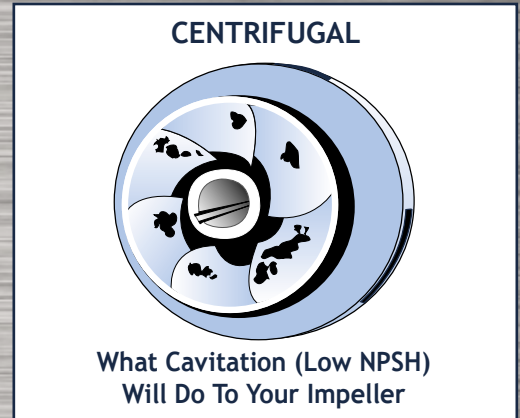 CENTRIFUGAL
What Cavitation (Low NPSH)
Will Do To Your Impeller